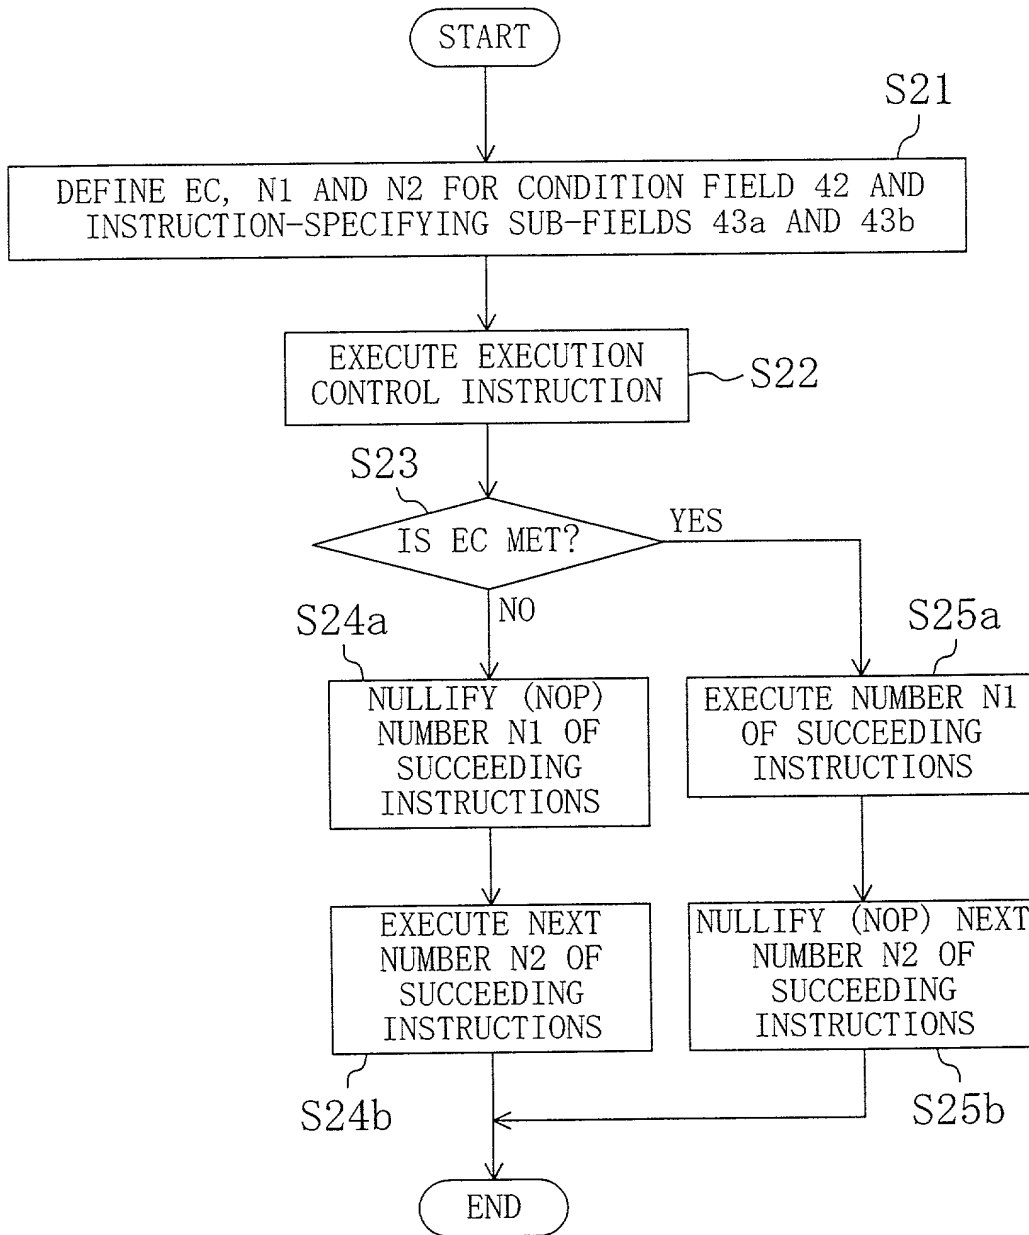 START
S21
DEFINE EC, N1 AND N2 FOR CONDITION FIELD 42 AND
INSTRUCTION-SPECIFYING SUB-FIELDS 43a AND 43b
EXECUTE EXECUTION
CONTROL INSTRUCTION
S22
S23
IS EC MET?
YES
NO
S24a
NULLIFY (NOP)
NUMBER N1 OF
SUCCEEDING
INSTRUCTIONS
S25a
EXECUTE NUMBER N1
OF SUCCEEDING
INSTRUCTIONS
EXECUTE NEXT
NUMBER N2 OF
SUCCEEDING
INSTRUCTIONS
S24b
NULLIFY (NOP) NEXT
NUMBER N2 OF
SUCCEEDING
INSTRUCTIONS
S25b
END